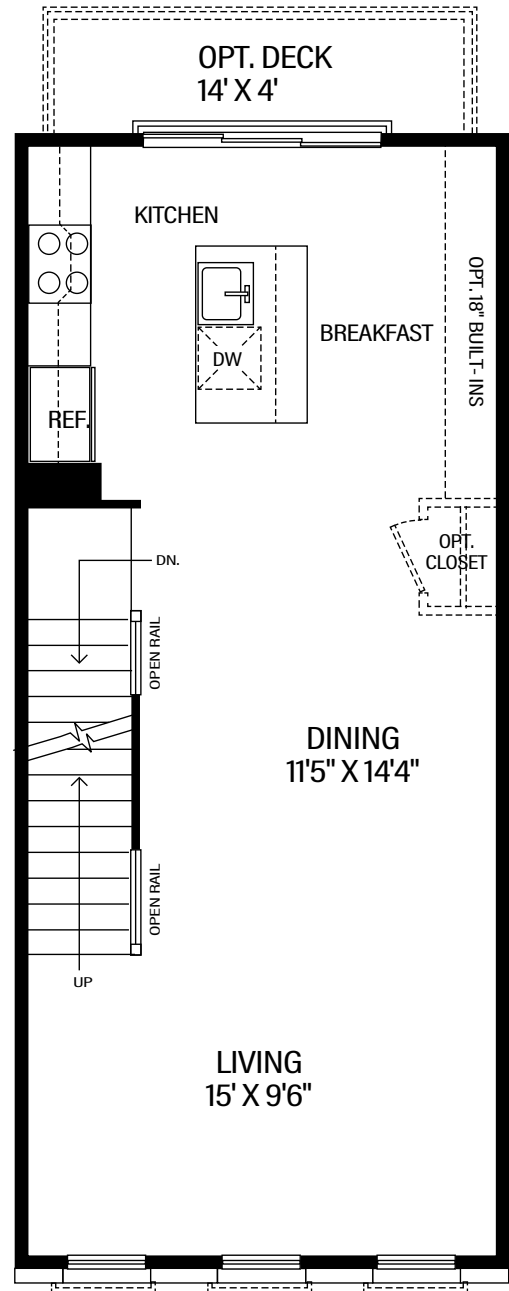 OPT. DECK
14' X 4'
KITCHEN
BREAKFAST
OPT. 18" BUILT- INS
DW
REF.
OPT.
CLOSET
DN.
OPEN RAIL
DINING
11'5" X 14'4"
OPEN RAIL
UP
LIVING
15' X 9'6"